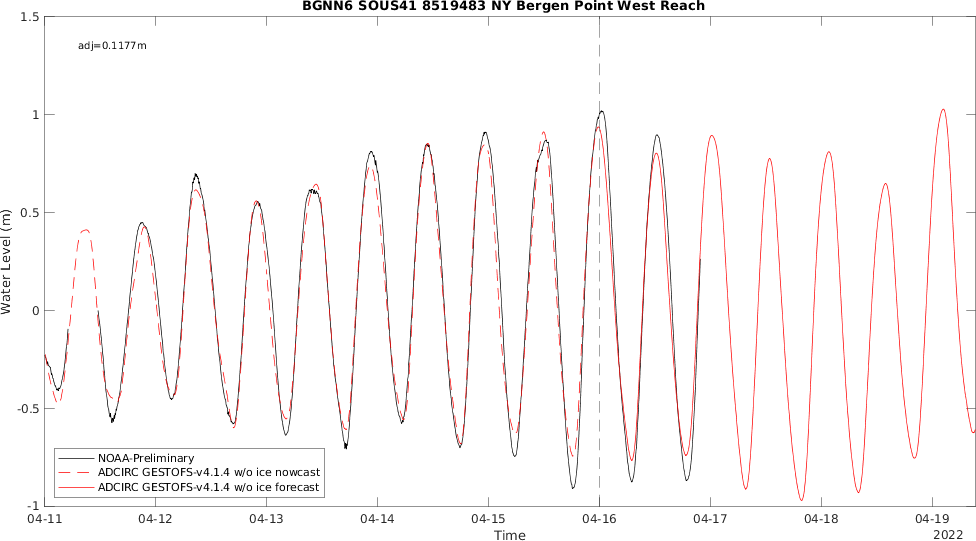 BGNN6 SOUS41 8519483 NY Bergen Point West Reach
1.5
adj=0.1177m
1
0.5
Water Level (m)
0
-0.5
NOAA-Preliminary
ADCIRC GESTOFS-v4.1.4 w/o ice nowcast
ADCIRC GESTOFS-v4.1.4 w/o ice forecast
-1
04-11 04-12 04-13 04-14 04-15 04-16 04-17 04-18 04-19
Time 2022